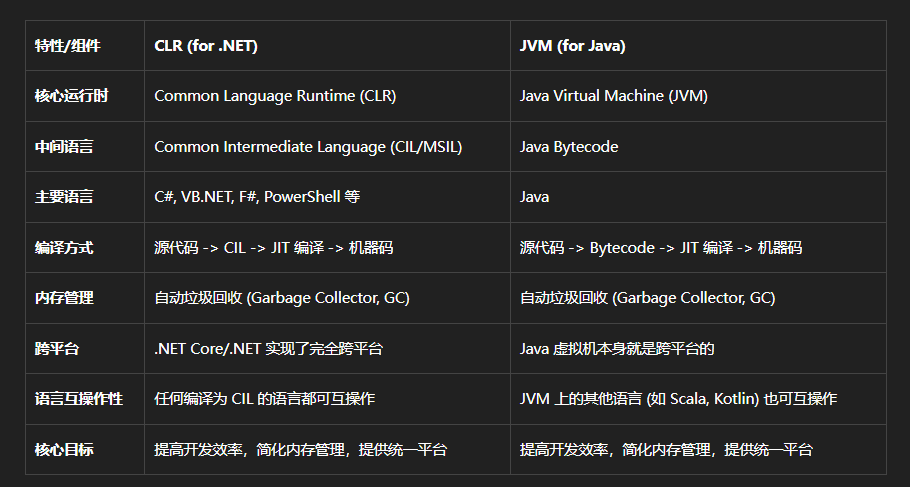 特性/组件 CLR (for .NET) JVM (for Java)
核心运行时 Common Language Runtime (CLR) Java Virtual Machine (JVM)
中间语言 Common Intermediate Language (CIL/MSIL) Java Bytecode
主要语言 C#, VB.NET, F#, PowerShell 等 Java
编译方式 源代码 -> CIL -> JIT 编译 -> 机器码 源代码 -> Bytecode -> JIT 编译 -> 机器码
内存管理 自动垃圾回收 (Garbage Collector, GC) 自动垃圾回收 (Garbage Collector, GC)
跨平台 .NET Core/.NET 实现了完全跨平台 Java 虚拟机本身就是跨平台的
语言互操作性 任何编译为 CIL 的语言都可互操作 JVM 上的其他语言 (如 Scala, Kotlin) 也可互操作
核心目标 提高开发效率，简化内存管理，提供统一平台 提高开发效率，简化内存管理，提供统一平台